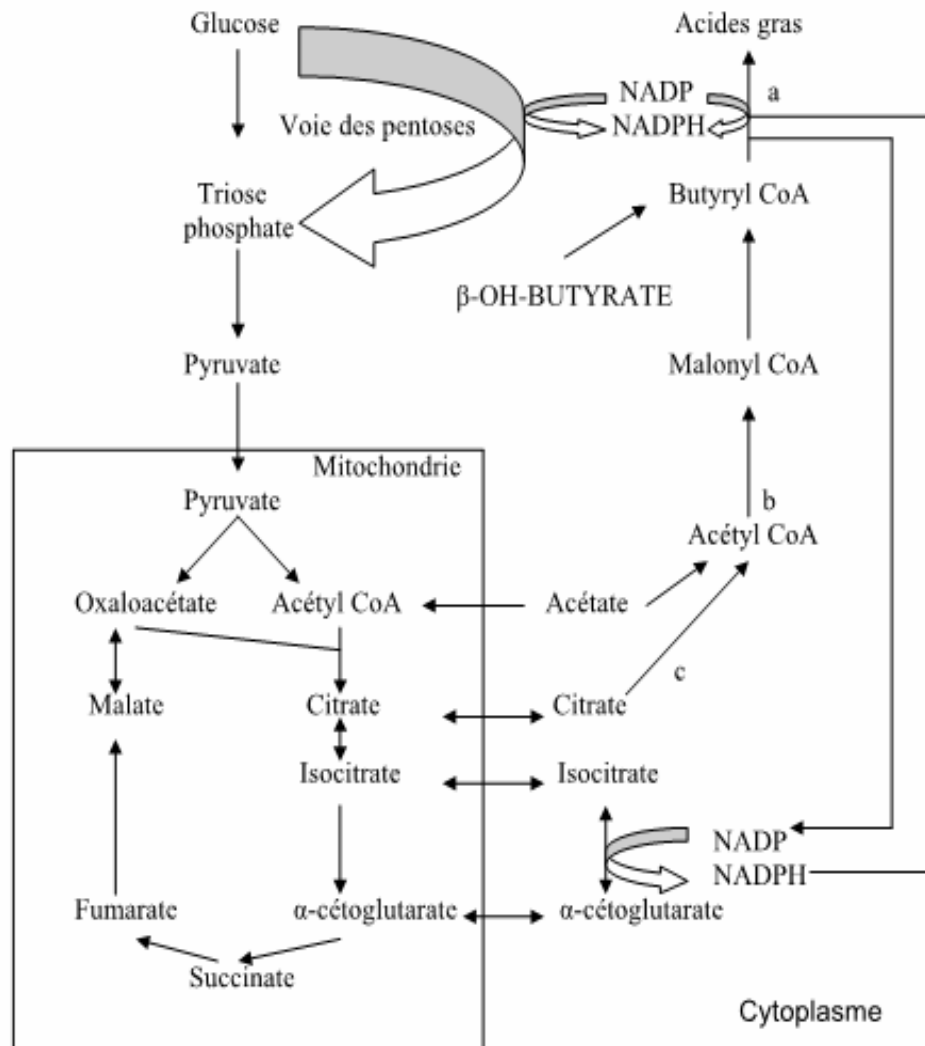 Glucose
Acides gras
NADP
a
NADPH
Voie des pentoses
Triose
phosphate
Butyryl CoA
β-OH-BUTYRATE
Pyruvate
Malonyl CoA
Mitochondrie
Pyruvate
b
Acétyl CoA
Oxaloacétate
Acétyl CoA
Acétate
c
Malate
Citrate
Citrate
Isocitrate
Isocitrate
NADP
NADPH
Fumarate
α-cétoglutarate
α-cétoglutarate
Succinate
Cytoplasme